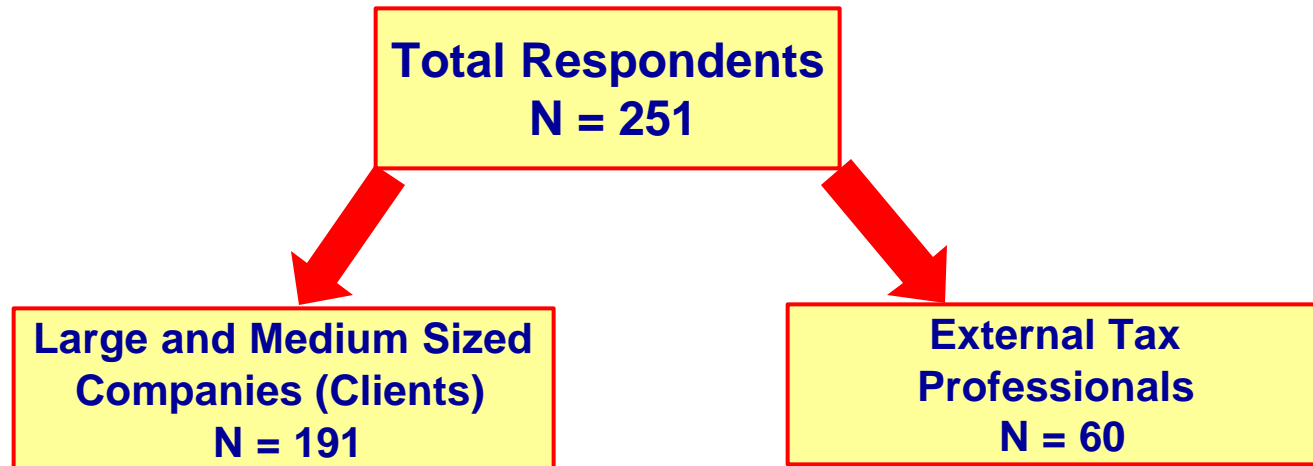 Total Respondents
N = 251
Large and Medium Sized
Companies (Clients)
N = 191
External Tax
Professionals
N = 60